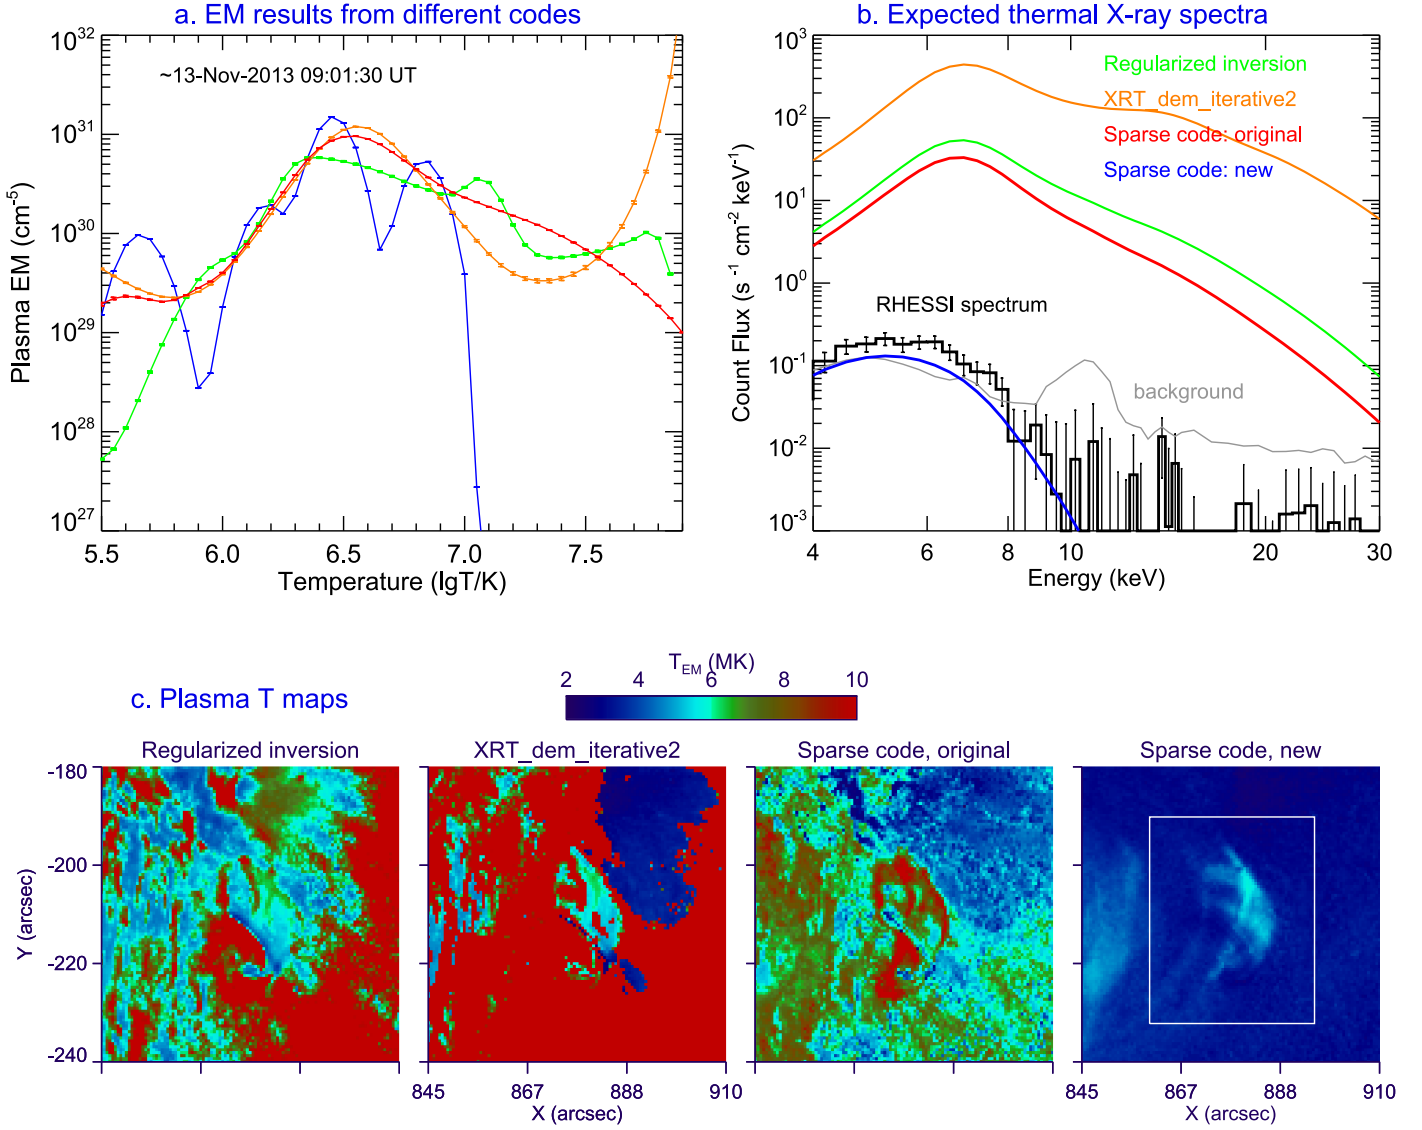 a. EM results from different codes
b. Expected thermal X-ray spectra
10^32
10^31
10^30
10^29
10^28
10^27
Plasma EM (cm^-5)
~13-Nov-2013 09:01:30 UT
5.5 6.0 6.5 7.0 7.5
Temperature (lgT/K)
10^3
10^2
10^1
10^0
10^-1
10^-2
10^-3
Count Flux (s^-1 cm^-2 keV^-1)
Regularized inversion
XRT_dem_iterative2
Sparse code: original
Sparse code: new
RHESSI spectrum
background
4 6 8 10 20 30
Energy (keV)
c. Plasma T maps
T_EM (MK)
2 4 6 8 10
Regularized inversion
XRT_dem_iterative2
Sparse code, original
Sparse code, new
-180
-200
-220
-240
Y (arcsec)
845 867 888 910
X (arcsec)
845 867 888 910
X (arcsec)